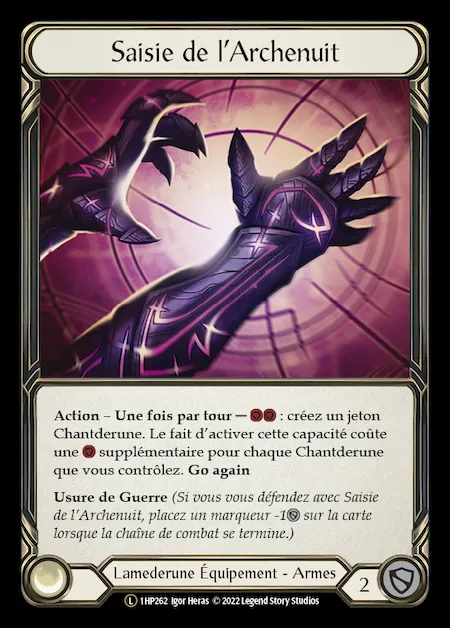 Saisie de l'Archenuit
Action – Une fois par tour — : créez un jeton
Chantderune. Le fait d'activer cette capacité coûte
une supplémentaire pour chaque Chantderune
que vous contrôlez. Go again
Usure de Guerre (Si vous vous défendez avec Saisie
de l'Archenuit, placez un marqueur -1 sur la carte
lorsque la chaîne de combat se termine.)
Lamederune Équipement - Armes
2
L 1HP262 Igor Heras © 2022 Legend Story Studios